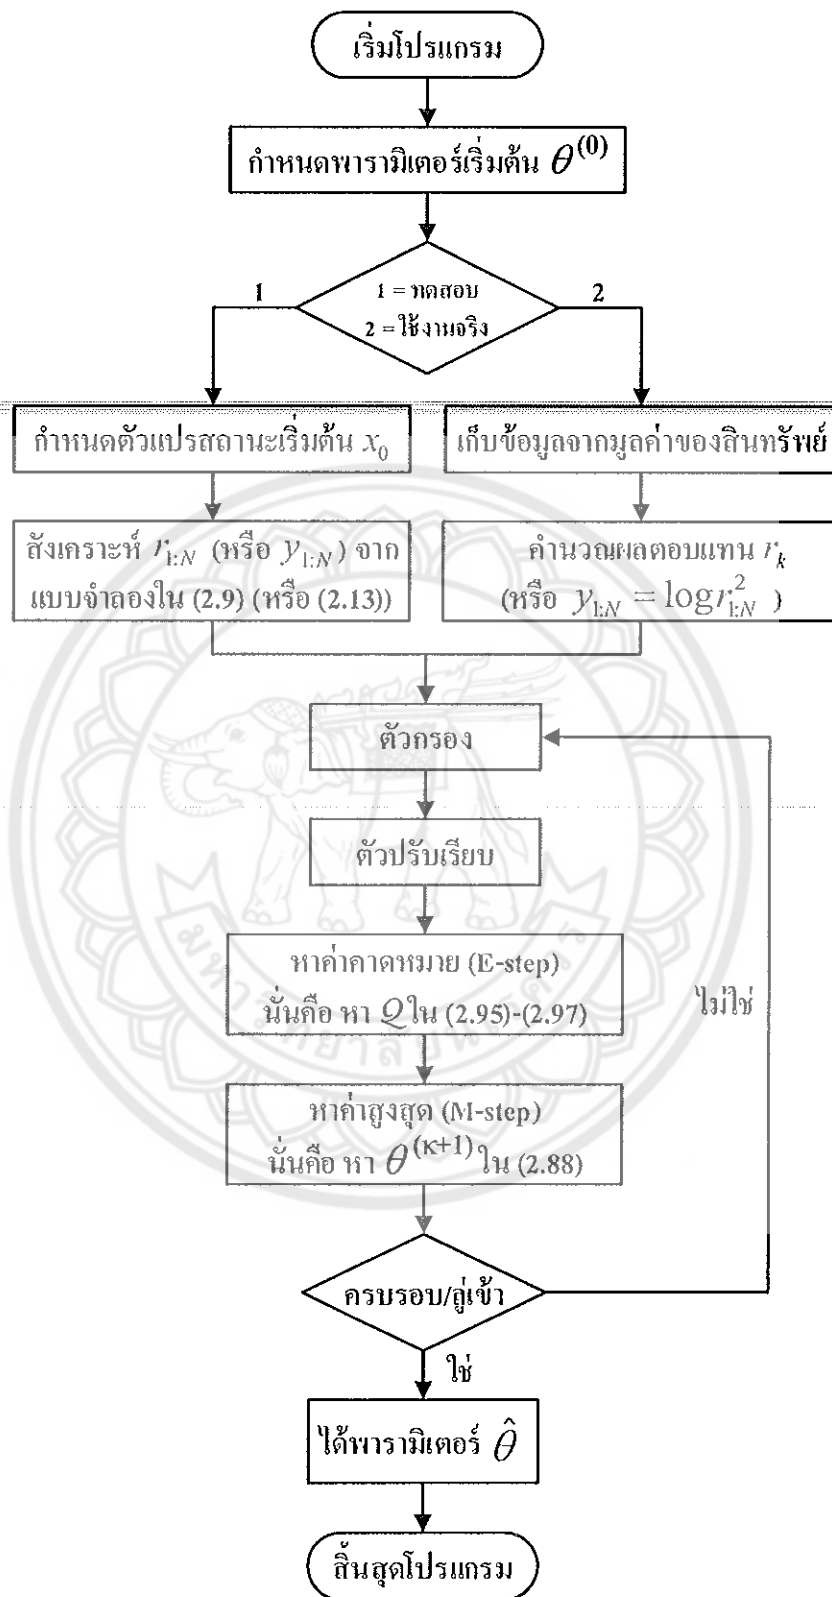 เริ่มโปรแกรม
กำหนดพารามิเตอร์เริ่มต้น θ^(0)
1
1 = ทดสอบ
2 = ใช้งานจริง
2
กำหนดตัวแปรสถานะเริ่มต้น x_0
เก็บข้อมูลจากมูลค่าของสินทรัพย์
สังเคราะห์ r_{1:N} (หรือ y_{1:N}) จาก
แบบจำลองใน (2.9) (หรือ (2.13))
คำนวณผลตอบแทน r_k
(หรือ y_{1:N} = log r_{1:N}^2 )
ตัวกรอง
ตัวปรับเรียบ
หาค่าคาดหมาย (E-step)
นั่นคือ หา Q ใน (2.95)-(2.97)
ไม่ใช่
หาค่าสูงสุด (M-step)
นั่นคือ หา θ^(κ+1) ใน (2.88)
ครบรอบ/ลู่เข้า
ใช่
ได้พารามิเตอร์ θ̂
สิ้นสุดโปรแกรม